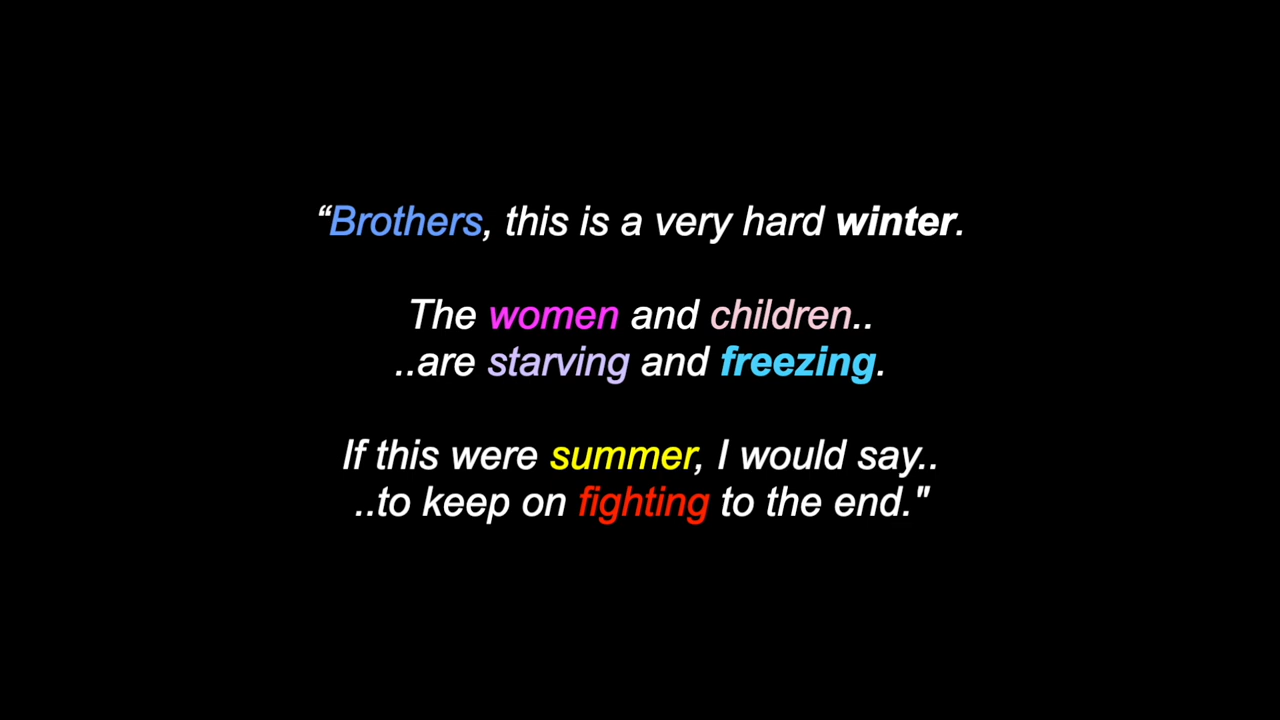 “Brothers, this is a very hard winter.
The women and children..
..are starving and freezing.
If this were summer, I would say..
..to keep on fighting to the end."